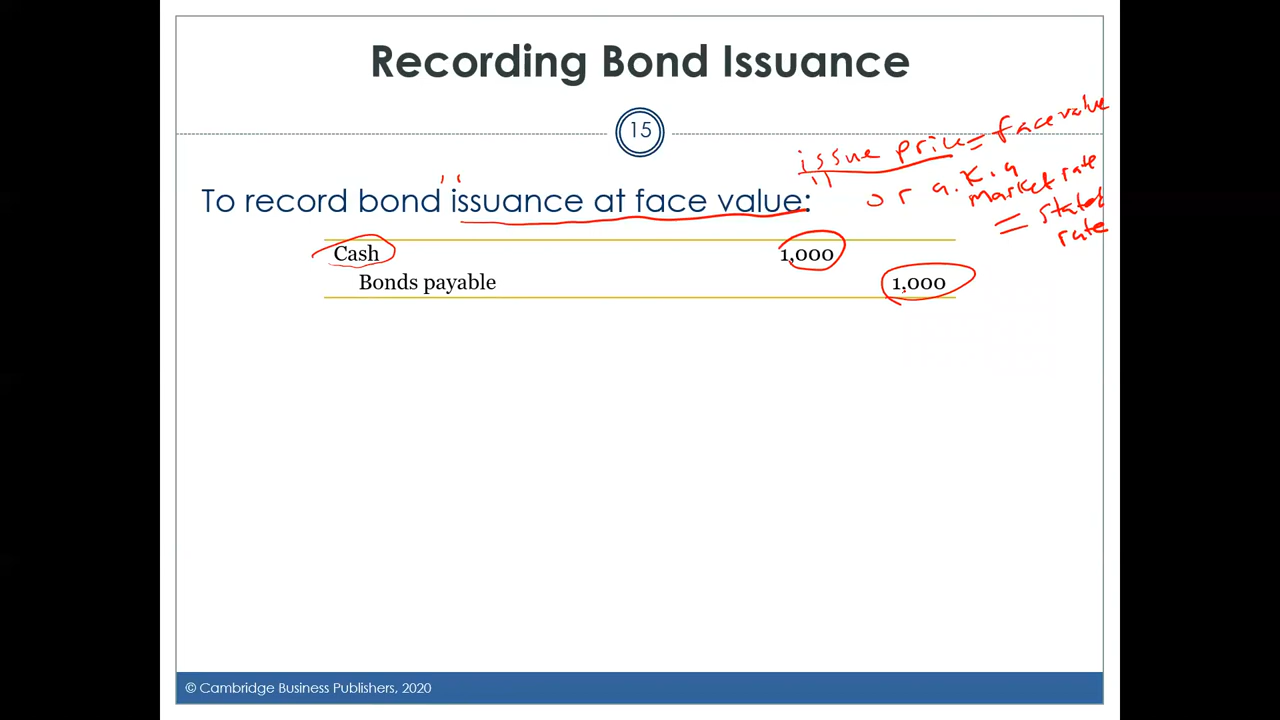 Recording Bond Issuance
15
issue price = face value
or a.k.a
market rate
= stated
rate
To record bond issuance at face value:
Cash 1,000
Bonds payable 1,000
© Cambridge Business Publishers, 2020